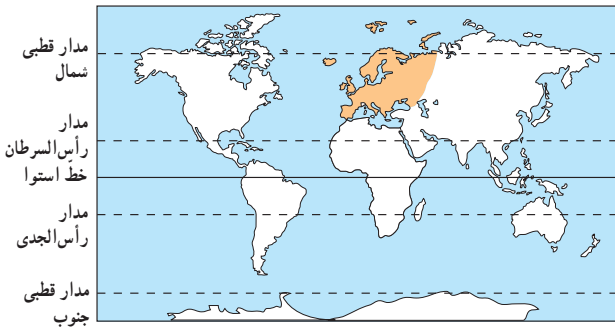 مدار قطبی
شمال
مدار
رأس‌السرطان
خطّ استوا
مدار
رأس‌الجدی
مدار قطبی
جنوب